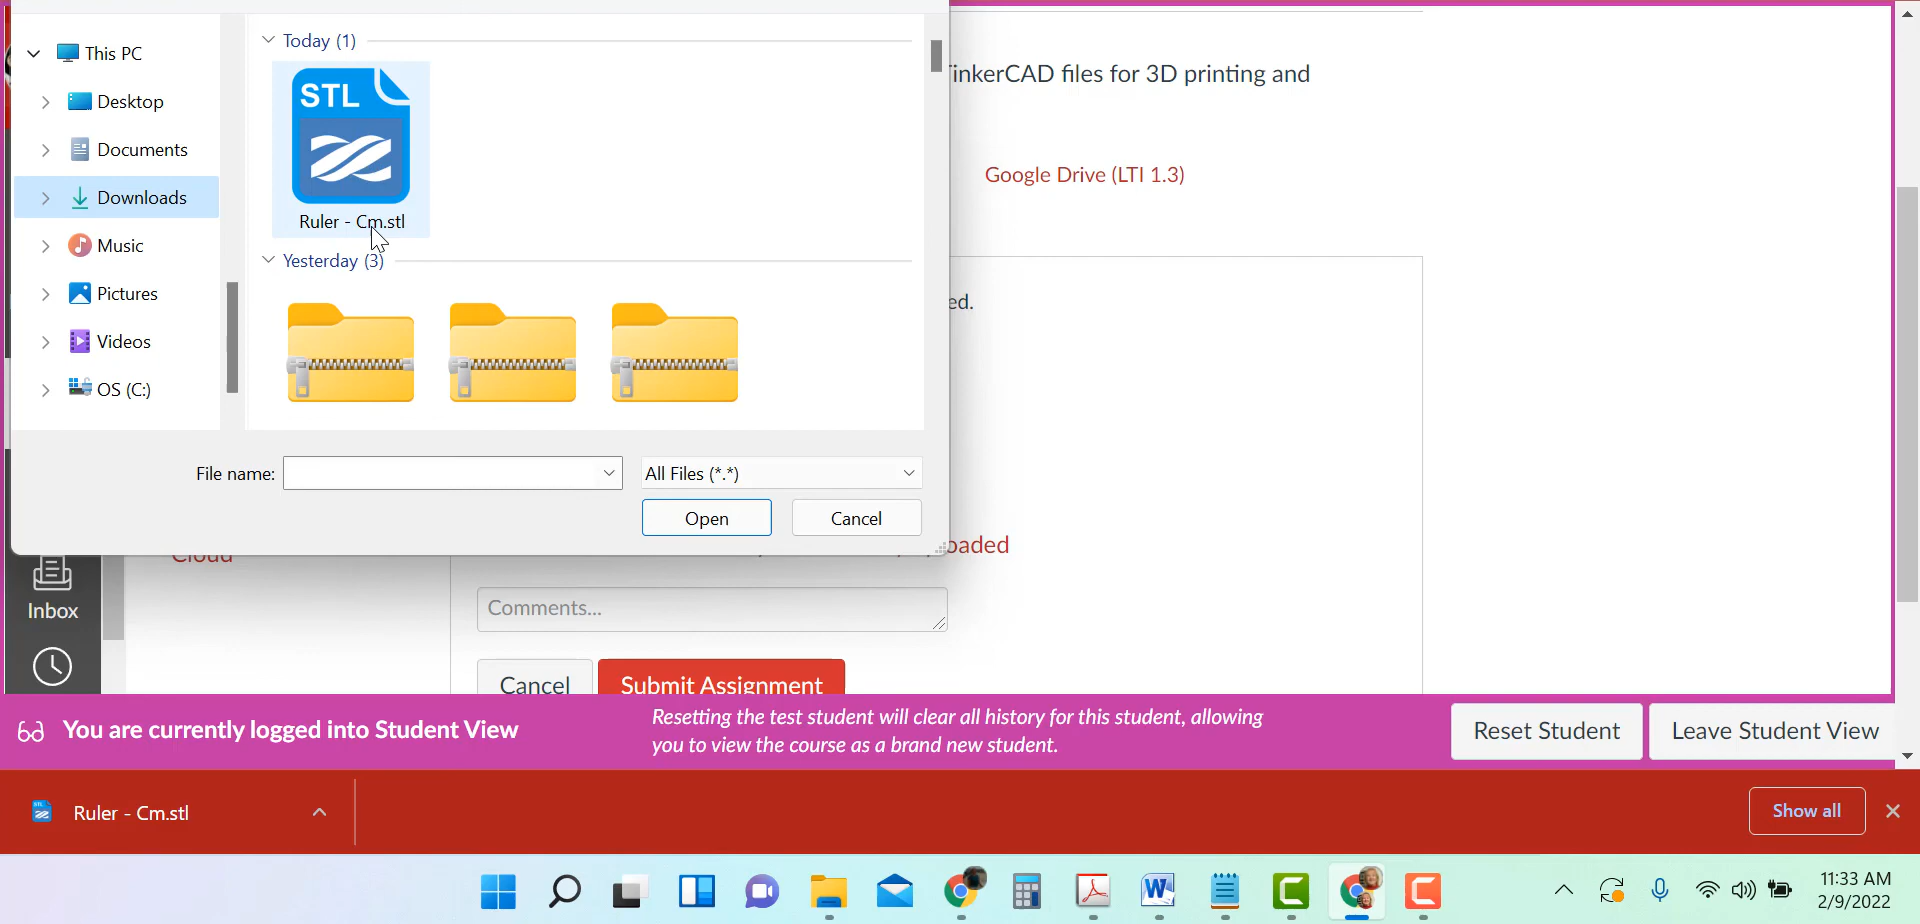 This PC
Desktop
Documents
Downloads
Music
Pictures
Videos
OS (C:)
Today (1)
STL
Ruler - Cm.stl
Yesterday (3)
File name:
All Files (*.*)
Open
Cancel
inkerCAD files for 3D printing and
Google Drive (LTI 1.3)
ed.
oaded
Cloud
Comments...
Cancel
Submit Assignment
Inbox
You are currently logged into Student View
Resetting the test student will clear all history for this student, allowing
you to view the course as a brand new student.
Reset Student
Leave Student View
STL
Ruler - Cm.stl
Show all
11:33 AM
2/9/2022